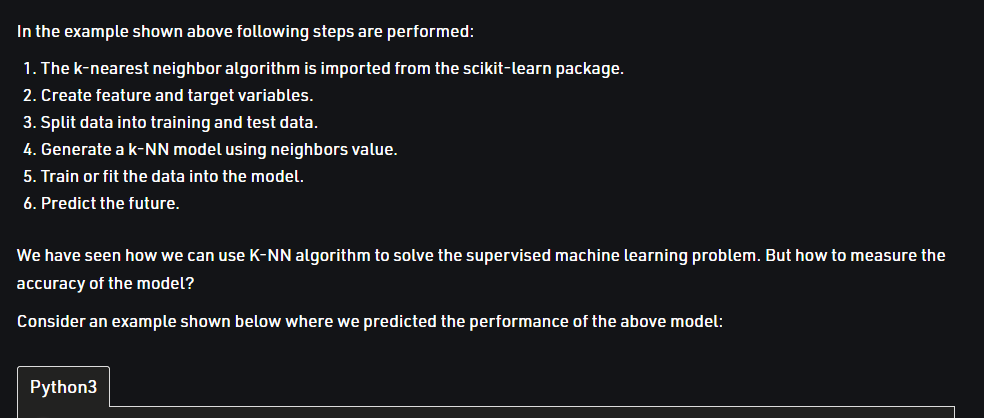 In the example shown above following steps are performed:
1. The k-nearest neighbor algorithm is imported from the scikit-learn package.
2. Create feature and target variables.
3. Split data into training and test data.
4. Generate a k-NN model using neighbors value.
5. Train or fit the data into the model.
6. Predict the future.
We have seen how we can use K-NN algorithm to solve the supervised machine learning problem. But how to measure the
accuracy of the model?
Consider an example shown below where we predicted the performance of the above model:
Python3